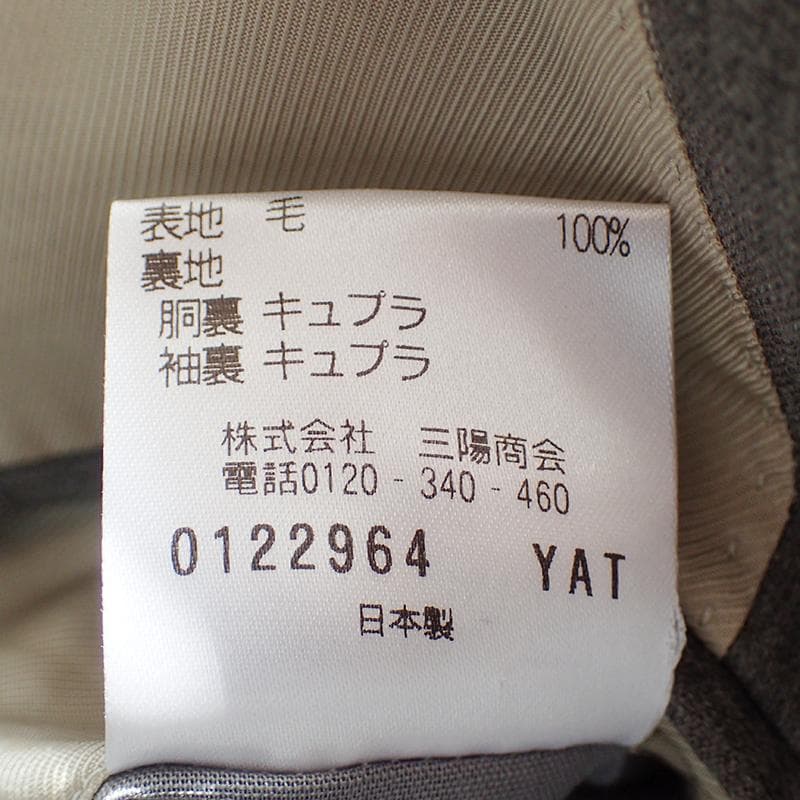 表地 毛 100%
裏地
胴裏 キュプラ
袖裏 キュプラ
株式会社 三陽商会
電話0120-340-460
0122964 YAT
日本製